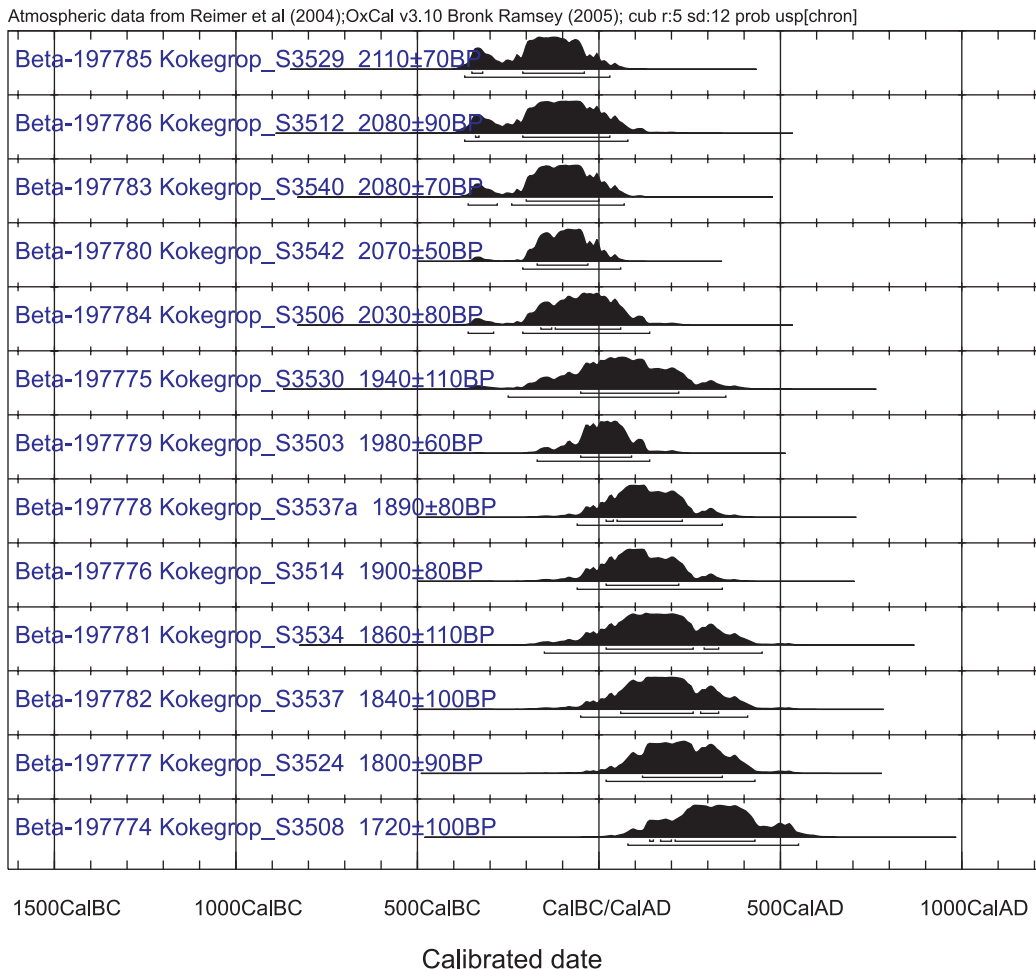 Atmospheric data from Reimer et al (2004);OxCal v3.10 Bronk Ramsey (2005); cub r:5 sd:12 prob usp[chron]
Beta-197785 Kokegrop_S3529 2110±70BP
Beta-197786 Kokegrop_S3512 2080±90BP
Beta-197783 Kokegrop_S3540 2080±70BP
Beta-197780 Kokegrop_S3542 2070±50BP
Beta-197784 Kokegrop_S3506 2030±80BP
Beta-197775 Kokegrop_S3530 1940±110BP
Beta-197779 Kokegrop_S3503 1980±60BP
Beta-197778 Kokegrop_S3537a 1890±80BP
Beta-197776 Kokegrop_S3514 1900±80BP
Beta-197781 Kokegrop_S3534 1860±110BP
Beta-197782 Kokegrop_S3537 1840±100BP
Beta-197777 Kokegrop_S3524 1800±90BP
Beta-197774 Kokegrop_S3508 1720±100BP
1500CalBC 1000CalBC 500CalBC CalBC/CalAD 500CalAD 1000CalAD
Calibrated date